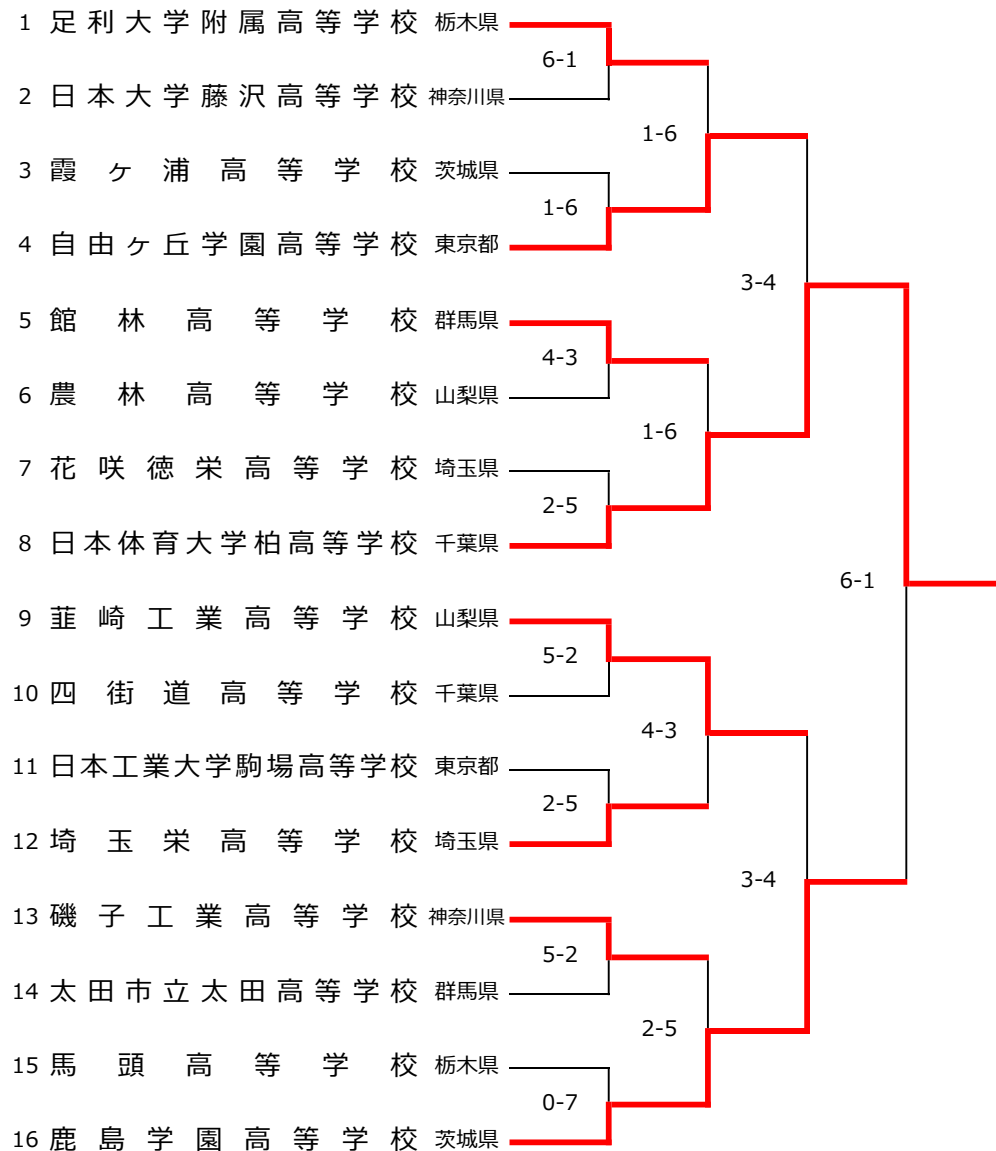 1 足利大学附属高等学校 栃木県
6-1
2 日本大学藤沢高等学校 神奈川県
1-6
3 霞ヶ浦高等学校 茨城県
1-6
4 自由ヶ丘学園高等学校 東京都
3-4
5 館林高等学校 群馬県
4-3
6 農林高等学校 山梨県
1-6
7 花咲徳栄高等学校 埼玉県
2-5
8 日本体育大学柏高等学校 千葉県
6-1
9 韮崎工業高等学校 山梨県
5-2
10 四街道高等学校 千葉県
4-3
11 日本工業大学駒場高等学校 東京都
2-5
12 埼玉栄高等学校 埼玉県
3-4
13 磯子工業高等学校 神奈川県
5-2
14 太田市立太田高等学校 群馬県
2-5
15 馬頭高等学校 栃木県
0-7
16 鹿島学園高等学校 茨城県